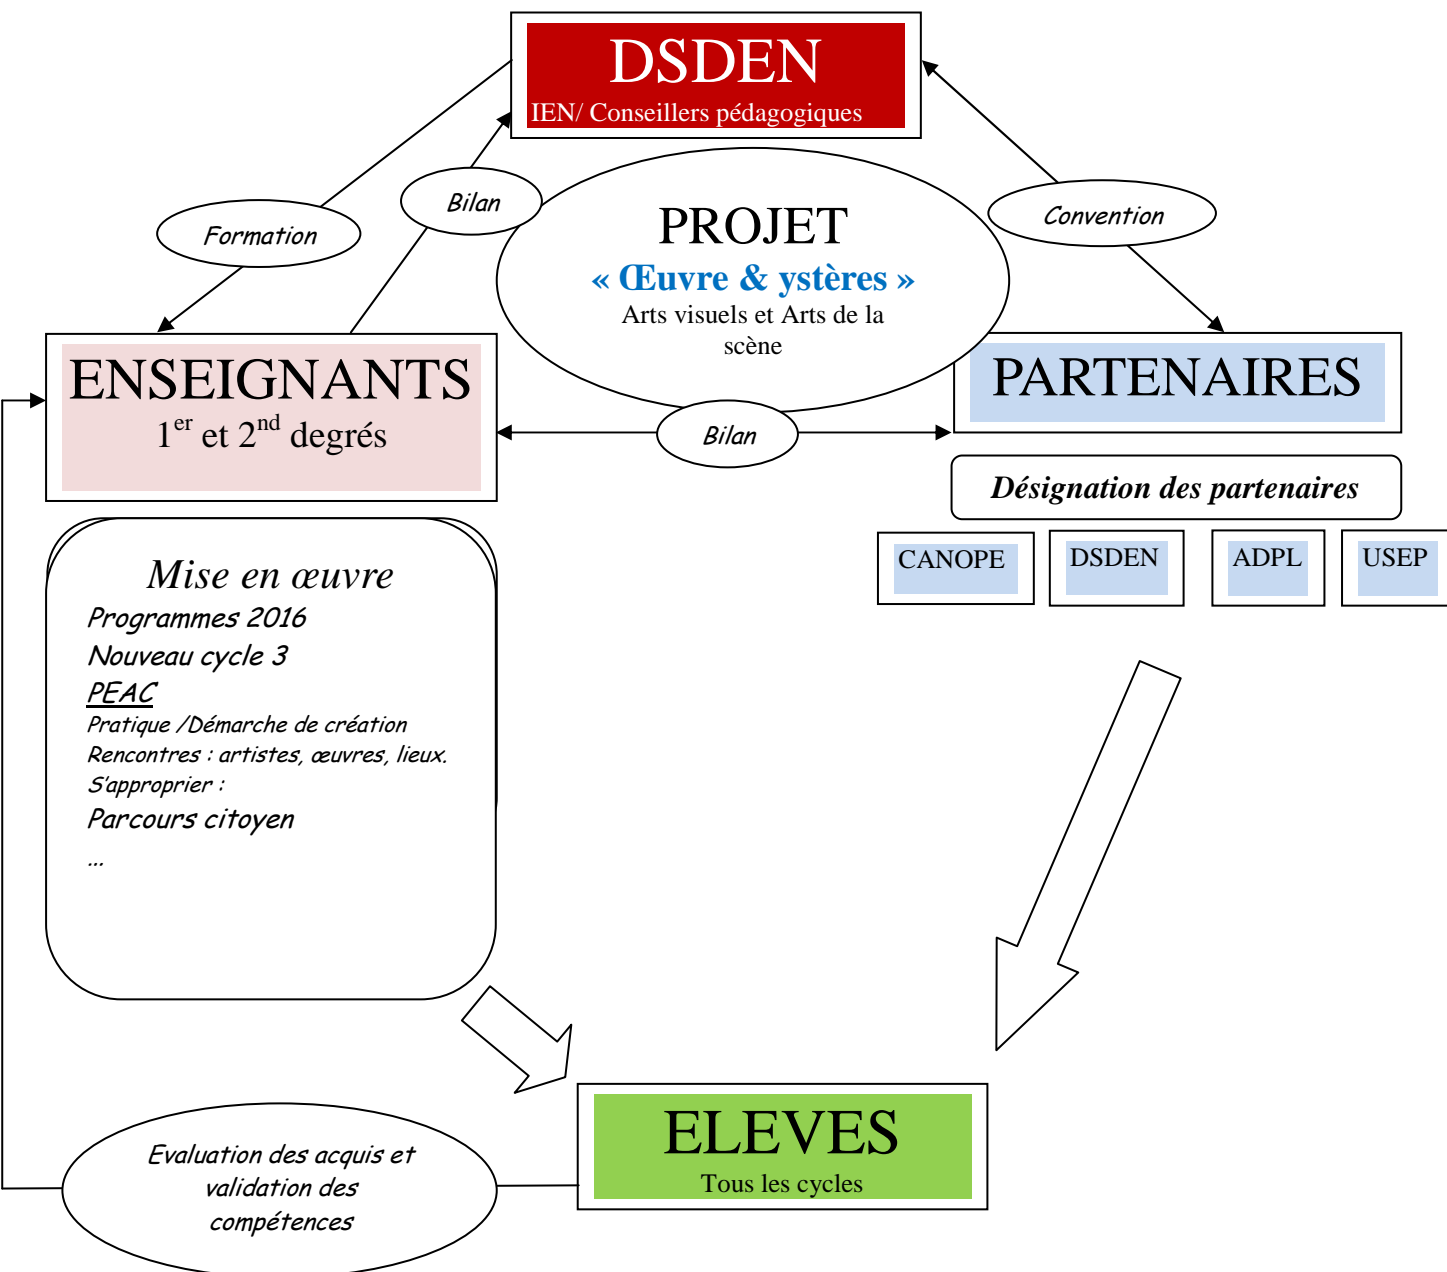 DSDEN
IEN/ Conseillers pédagogiques
Formation
Bilan
Convention
PROJET
« Œuvre & ystères »
Arts visuels et Arts de la
scène
ENSEIGNANTS
1er et 2nd degrés
PARTENAIRES
Bilan
Désignation des partenaires
CANOPE
DSDEN
ADPL
USEP
Mise en œuvre
Programmes 2016
Nouveau cycle 3
PEAC
Pratique /Démarche de création
Rencontres : artistes, œuvres, lieux.
S'approprier :
Parcours citoyen
…
ELEVES
Tous les cycles
Evaluation des acquis et
validation des
compétences